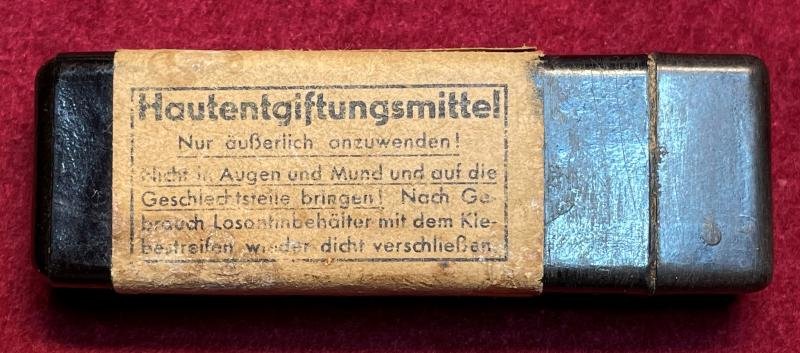 Hautentgiftungsmittel
Nur äußerlich anzuwenden!
Nicht in Augen und Mund und auf die
Geschlechtsteile bringen! Nach Ge-
brauch Losantinbehälter mit dem Kle-
bestreifen wieder dicht verschließen.